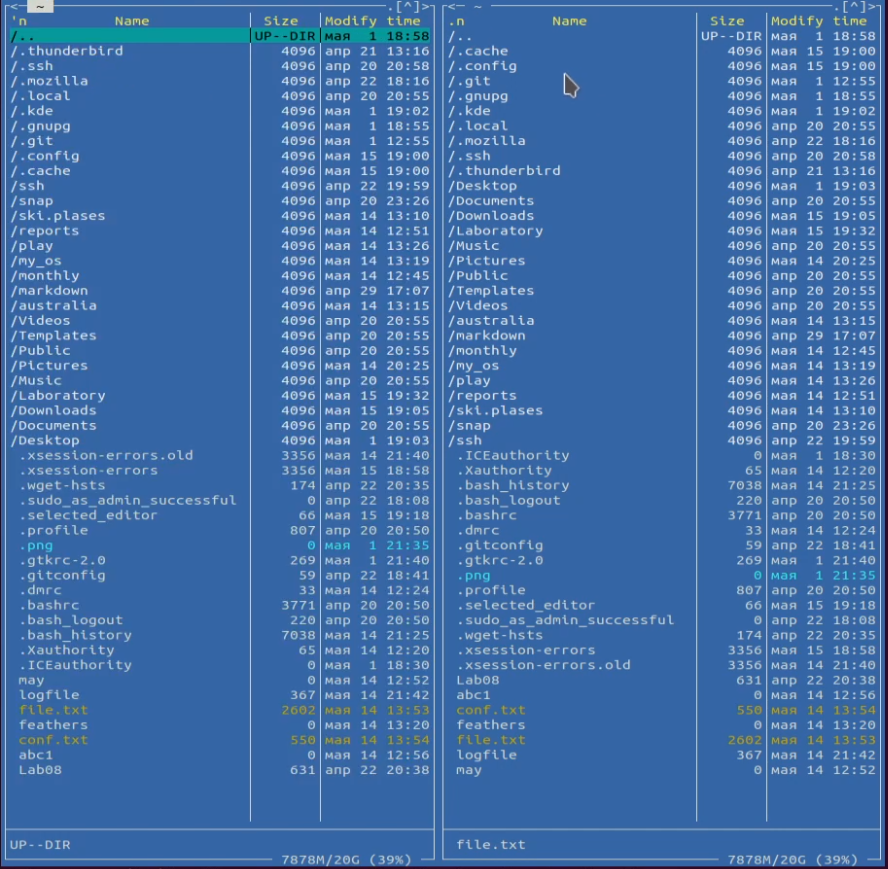 <─ ~ .[^]>
'n Name Size Modify time
/.. UP--DIR мая 1 18:58
/.thunderbird 4096 апр 21 13:16
/.ssh 4096 апр 20 20:58
/.mozilla 4096 апр 22 18:16
/.local 4096 апр 20 20:55
/.kde 4096 мая 1 19:02
/.gnupg 4096 мая 1 18:55
/.git 4096 мая 1 12:55
/.config 4096 мая 15 19:00
/.cache 4096 мая 15 19:00
/ssh 4096 апр 22 19:59
/snap 4096 апр 20 23:26
/ski.plases 4096 мая 14 13:10
/reports 4096 мая 14 12:51
/play 4096 мая 14 13:26
/my_os 4096 мая 14 13:19
/monthly 4096 мая 14 12:45
/markdown 4096 апр 29 17:07
/australia 4096 мая 14 13:15
/Videos 4096 апр 20 20:55
/Templates 4096 апр 20 20:55
/Public 4096 апр 20 20:55
/Pictures 4096 мая 14 20:25
/Music 4096 апр 20 20:55
/Laboratory 4096 мая 15 19:32
/Downloads 4096 мая 15 19:05
/Documents 4096 апр 20 20:55
/Desktop 4096 мая 1 19:03
.xsession-errors.old 3356 мая 14 21:40
.xsession-errors 3356 мая 15 18:58
.wget-hsts 174 апр 22 20:35
.sudo_as_admin_successful 0 апр 22 18:08
.selected_editor 66 мая 15 19:18
.profile 807 апр 20 20:50
.png 0 мая 1 21:35
.gtkrc-2.0 269 мая 1 21:40
.gitconfig 59 апр 22 18:41
.dmrc 33 мая 14 12:24
.bashrc 3771 апр 20 20:50
.bash_logout 220 апр 20 20:50
.bash_history 7038 мая 14 21:25
.Xauthority 65 мая 14 12:20
.ICEauthority 0 мая 1 18:30
may 0 мая 14 12:52
logfile 367 мая 14 21:42
file.txt 2602 мая 14 13:53
feathers 0 мая 14 13:20
conf.txt 550 мая 14 13:54
abc1 0 мая 14 12:56
Lab08 631 апр 22 20:38
UP--DIR
7878M/20G (39%)
<─ ~ .[^]>
.n Name Size Modify time
/.. UP--DIR мая 1 18:58
/.cache 4096 мая 15 19:00
/.config 4096 мая 15 19:00
/.git 4096 мая 1 12:55
/.gnupg 4096 мая 1 18:55
/.kde 4096 мая 1 19:02
/.local 4096 апр 20 20:55
/.mozilla 4096 апр 22 18:16
/.ssh 4096 апр 20 20:58
/.thunderbird 4096 апр 21 13:16
/Desktop 4096 мая 1 19:03
/Documents 4096 апр 20 20:55
/Downloads 4096 мая 15 19:05
/Laboratory 4096 мая 15 19:32
/Music 4096 апр 20 20:55
/Pictures 4096 мая 14 20:25
/Public 4096 апр 20 20:55
/Templates 4096 апр 20 20:55
/Videos 4096 апр 20 20:55
/australia 4096 мая 14 13:15
/markdown 4096 апр 29 17:07
/monthly 4096 мая 14 12:45
/my_os 4096 мая 14 13:19
/play 4096 мая 14 13:26
/reports 4096 мая 14 12:51
/ski.plases 4096 мая 14 13:10
/snap 4096 апр 20 23:26
/ssh 4096 апр 22 19:59
.ICEauthority 0 мая 1 18:30
.Xauthority 65 мая 14 12:20
.bash_history 7038 мая 14 21:25
.bash_logout 220 апр 20 20:50
.bashrc 3771 апр 20 20:50
.dmrc 33 мая 14 12:24
.gitconfig 59 апр 22 18:41
.gtkrc-2.0 269 мая 1 21:40
.png 0 мая 1 21:35
.profile 807 апр 20 20:50
.selected_editor 66 мая 15 19:18
.sudo_as_admin_successful 0 апр 22 18:08
.wget-hsts 174 апр 22 20:35
.xsession-errors 3356 мая 15 18:58
.xsession-errors.old 3356 мая 14 21:40
Lab08 631 апр 22 20:38
abc1 0 мая 14 12:56
conf.txt 550 мая 14 13:54
feathers 0 мая 14 13:20
file.txt 2602 мая 14 13:53
logfile 367 мая 14 21:42
may 0 мая 14 12:52
file.txt
7878M/20G (39%)